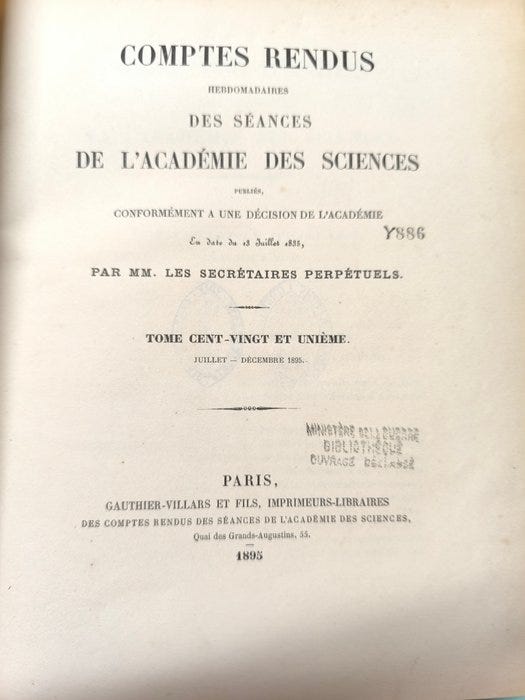 COMPTES RENDUS
HEBDOMADAIRES
DES SÉANCES
DE L'ACADÉMIE DES SCIENCES
PUBLIÉS,
CONFORMÉMENT A UNE DÉCISION DE L'ACADÉMIE
Y886
En date du 13 Juillet 1835,
PAR MM. LES SECRÉTAIRES PERPÉTUELS.
TOME CENT-VINGT ET UNIÈME.
JUILLET — DÉCEMBRE 1895.
MINISTÈRE DE LA GUERRE
BIBLIOTHÈQUE
OUVRAGE DÉCLASSÉ
PARIS,
GAUTHIER-VILLARS ET FILS, IMPRIMEURS-LIBRAIRES
DES COMPTES RENDUS DES SÉANCES DE L'ACADÉMIE DES SCIENCES,
Quai des Grands-Augustins, 55.
1895